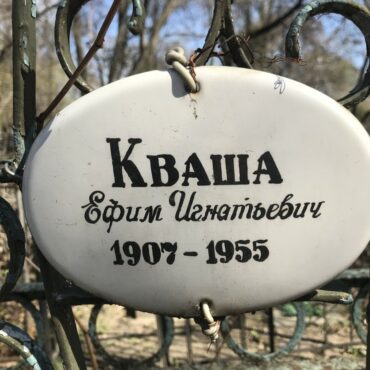 Кваша
Ефим Игнатьевич
1907 - 1955